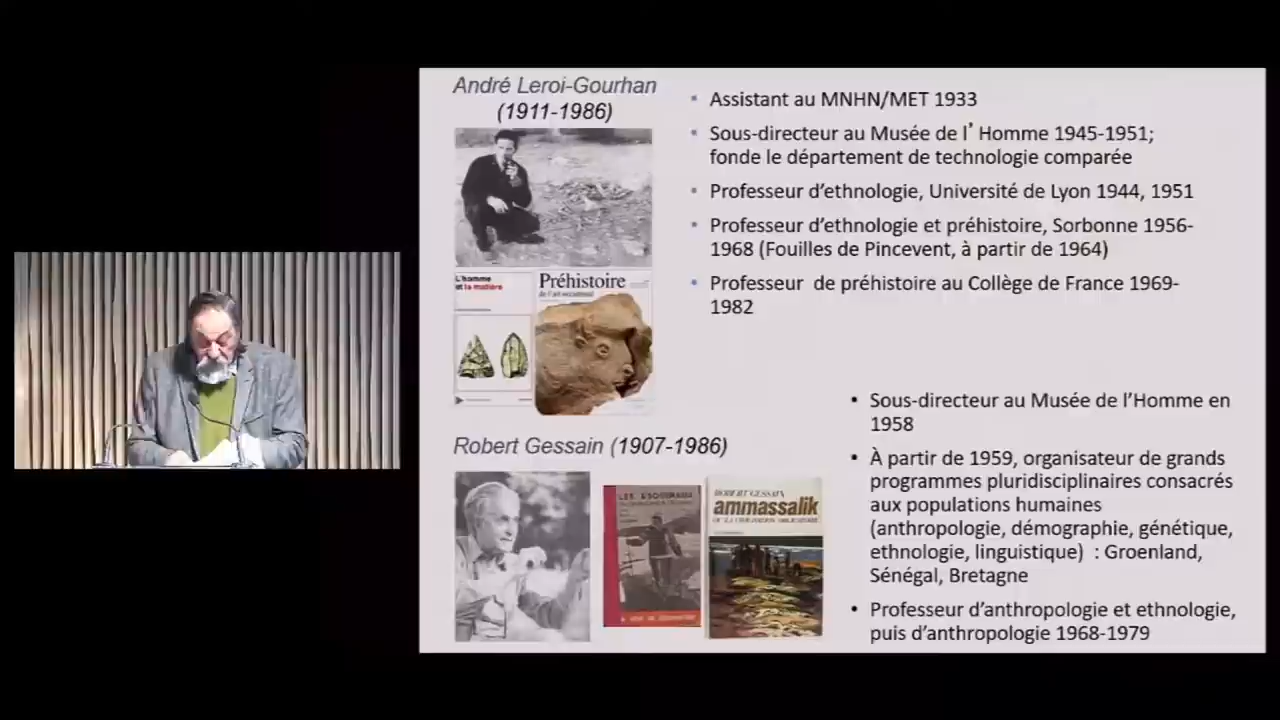 André Leroi-Gourhan
(1911-1986)
L'homme
et la matière
Préhistoire
de l'art occidental
• Assistant au MNHN/MET 1933
• Sous-directeur au Musée de l’ Homme 1945-1951;
fonde le département de technologie comparée
• Professeur d’ethnologie, Université de Lyon 1944, 1951
• Professeur d’ethnologie et préhistoire, Sorbonne 1956-
1968 (Fouilles de Pincevent, à partir de 1964)
• Professeur de préhistoire au Collège de France 1969-
1982
Robert Gessain (1907-1986)
LES ESQUIMAUX
ROBERT GESSAIN
ammassalik
OU LA CIVILISATION OBLIGATOIRE
• Sous-directeur au Musée de l’Homme en
1958
• À partir de 1959, organisateur de grands
programmes pluridisciplinaires consacrés
aux populations humaines
(anthropologie, démographie, génétique,
ethnologie, linguistique) : Groenland,
Sénégal, Bretagne
• Professeur d’anthropologie et ethnologie,
puis d’anthropologie 1968-1979